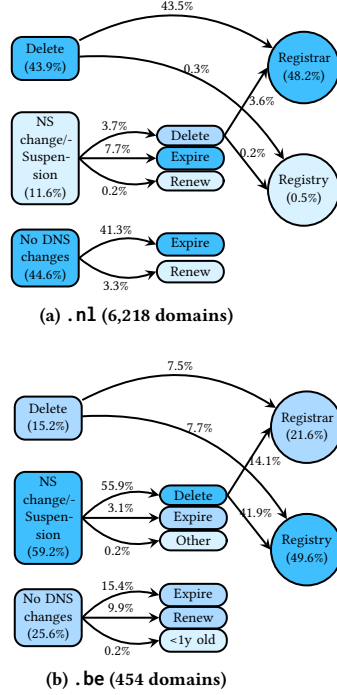 43.5%
Delete
(43.9%)
Registrar
(48.2%)
0.3%
3.6%
NS
change/-
Suspen-
sion
(11.6%)
3.7%
Delete
7.7%
Expire
0.2%
Renew
0.2%
Registry
(0.5%)
No DNS
changes
(44.6%)
41.3%
Expire
3.3%
Renew
(a) .nl (6,218 domains)
7.5%
Delete
(15.2%)
Registrar
(21.6%)
7.7%
14.1%
NS
change/-
Suspen-
sion
(59.2%)
55.9%
Delete
3.1%
Expire
0.2%
Other
41.9%
Registry
(49.6%)
No DNS
changes
(25.6%)
15.4%
Expire
9.9%
Renew
0.2%
<1y old
(b) .be (454 domains)